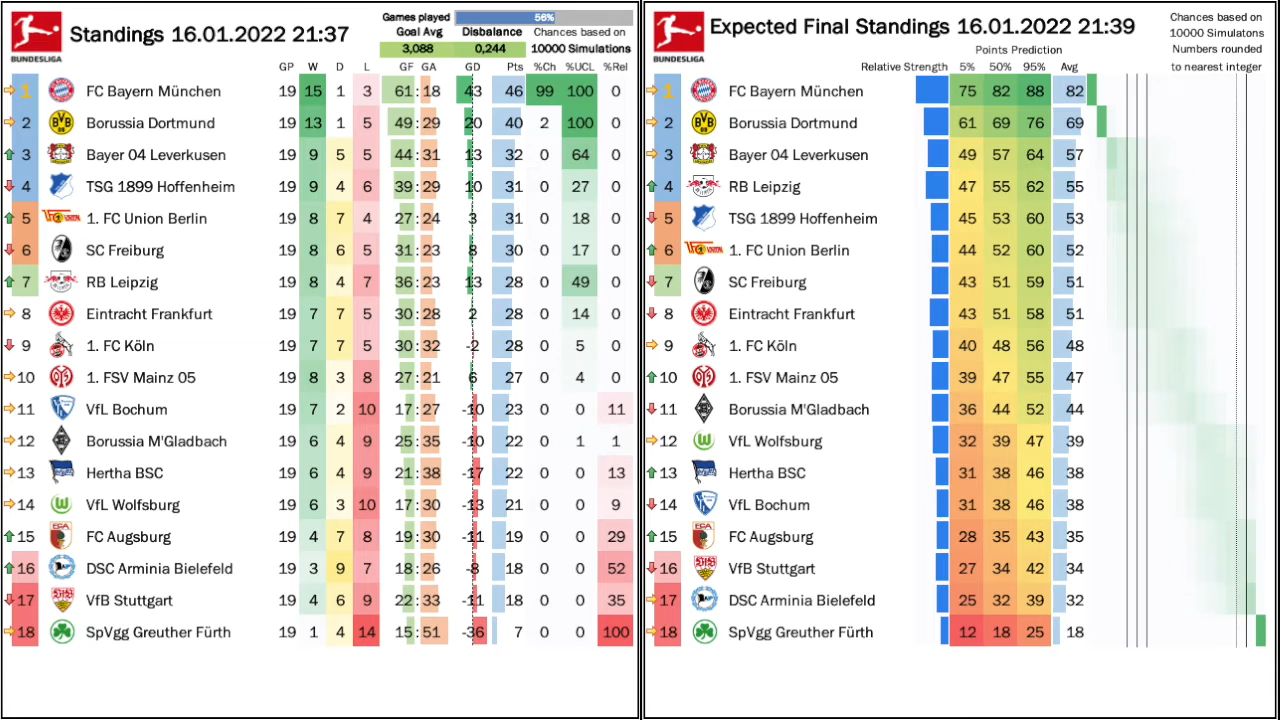 BUNDESLIGA
Standings 16.01.2022 21:37
Games played 56%
Goal Avg Disbalance Chances based on
3,088 0,244 10000 Simulations
GP W D L GF GA GD Pts %Ch %UCL %Rel
1 FC Bayern München 19 15 1 3 61:18 43 46 99 100 0
2 Borussia Dortmund 19 13 1 5 49:29 20 40 2 100 0
3 Bayer 04 Leverkusen 19 9 5 5 44:31 13 32 0 64 0
4 TSG 1899 Hoffenheim 19 9 4 6 39:29 10 31 0 27 0
5 1. FC Union Berlin 19 8 7 4 27:24 3 31 0 18 0
6 SC Freiburg 19 8 6 5 31:23 8 30 0 17 0
7 RB Leipzig 19 8 4 7 36:23 13 28 0 49 0
8 Eintracht Frankfurt 19 7 7 5 30:28 2 28 0 14 0
9 1. FC Köln 19 7 7 5 30:32 -2 28 0 5 0
10 1. FSV Mainz 05 19 8 3 8 27:21 6 27 0 4 0
11 VfL Bochum 19 7 2 10 17:27 -10 23 0 0 11
12 Borussia M'Gladbach 19 6 4 9 25:35 -10 22 0 1 1
13 Hertha BSC 19 6 4 9 21:38 -17 22 0 0 13
14 VfL Wolfsburg 19 6 3 10 17:30 -13 21 0 0 9
15 FC Augsburg 19 4 7 8 19:30 -11 19 0 0 29
16 DSC Arminia Bielefeld 19 3 9 7 18:26 -8 18 0 0 52
17 VfB Stuttgart 19 4 6 9 22:33 -11 18 0 0 35
18 SpVgg Greuther Fürth 19 1 4 14 15:51 -36 7 0 0 100
BUNDESLIGA
Expected Final Standings 16.01.2022 21:39
Chances based on
10000 Simulatons
Numbers rounded
to nearest integer
Points Prediction
Relative Strength 5% 50% 95% Avg
1 FC Bayern München 75 82 88 82
2 Borussia Dortmund 61 69 76 69
3 Bayer 04 Leverkusen 49 57 64 57
4 RB Leipzig 47 55 62 55
5 TSG 1899 Hoffenheim 45 53 60 53
6 1. FC Union Berlin 44 52 60 52
7 SC Freiburg 43 51 59 51
8 Eintracht Frankfurt 43 51 58 51
9 1. FC Köln 40 48 56 48
10 1. FSV Mainz 05 39 47 55 47
11 Borussia M'Gladbach 36 44 52 44
12 VfL Wolfsburg 32 39 47 39
13 Hertha BSC 31 38 46 38
14 VfL Bochum 31 38 46 38
15 FC Augsburg 28 35 43 35
16 VfB Stuttgart 27 34 42 34
17 DSC Arminia Bielefeld 25 32 39 32
18 SpVgg Greuther Fürth 12 18 25 18